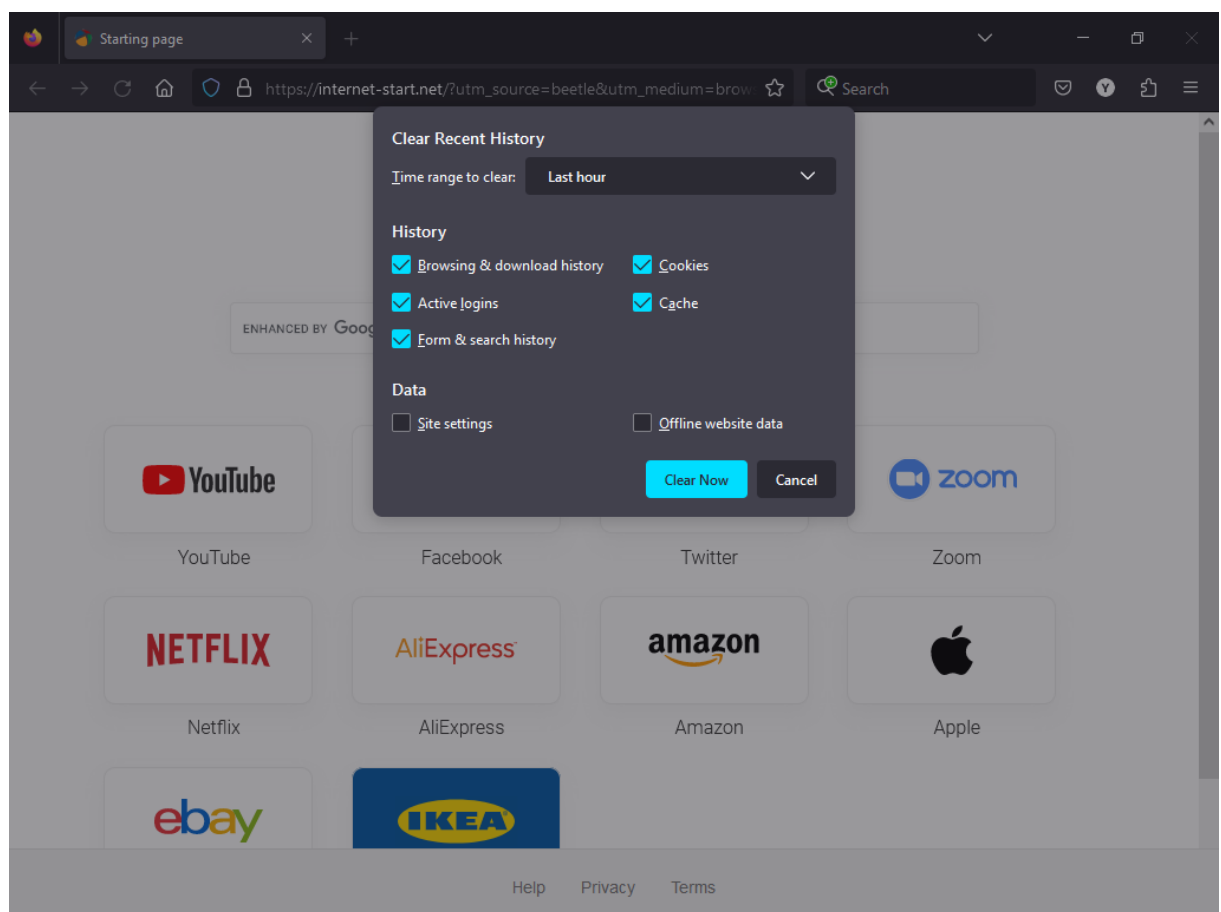 Starting page
https://internet-start.net/?utm_source=beetle&utm_medium=brow
Search
Clear Recent History
Time range to clear: Last hour
History
Browsing & download history Cookies
Active logins Cache
Form & search history
ENHANCED BY Goog
Data
Site settings Offline website data
Clear Now Cancel
YouTube zoom
YouTube Facebook Twitter Zoom
NETFLIX AliExpress amazon
Netflix AliExpress Amazon Apple
ebay IKEA
Help Privacy Terms